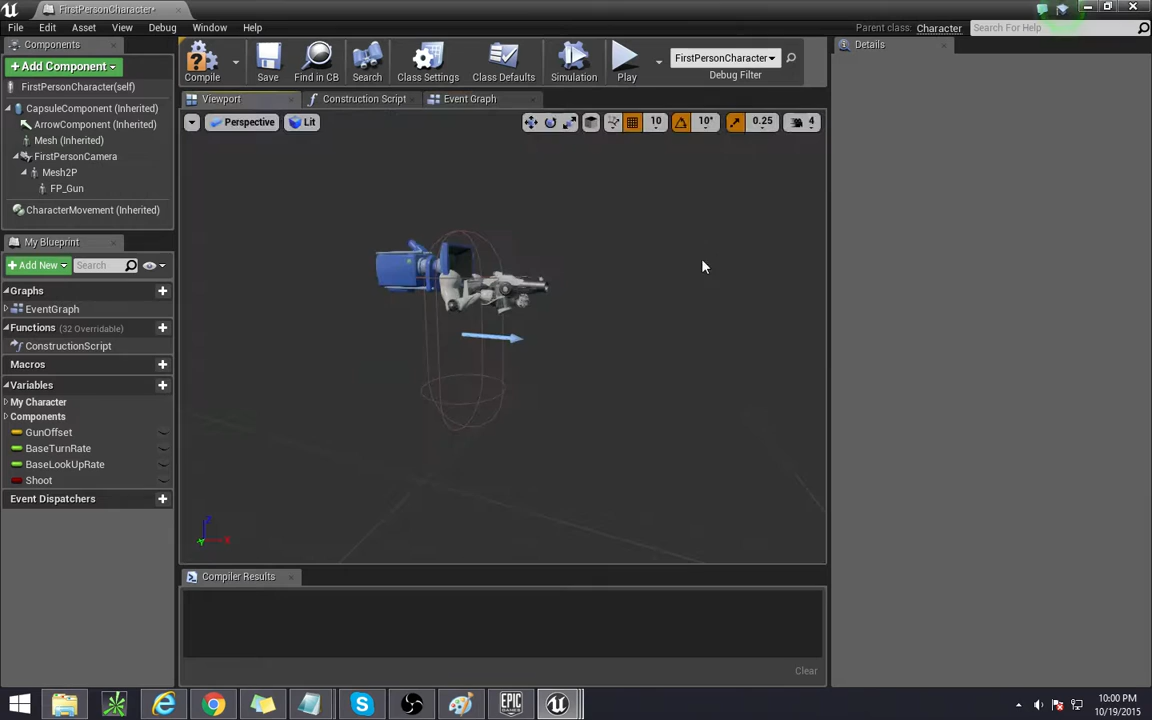 FirstPersonCharacter*
File Edit Asset View Debug Window Help
Parent class: Character Search For Help
Components
+ Add Component
FirstPersonCharacter(self)
CapsuleComponent (Inherited)
ArrowComponent (Inherited)
Mesh (Inherited)
FirstPersonCamera
Mesh2P
FP_Gun
CharacterMovement (Inherited)
My Blueprint
+ Add New Search
Graphs
EventGraph
Functions (32 Overridable)
ConstructionScript
Macros
Variables
My Character
Components
GunOffset
BaseTurnRate
BaseLookUpRate
Shoot
Event Dispatchers
Compile Save Find in CB Search Class Settings Class Defaults Simulation Play
FirstPersonCharacter
Debug Filter
Viewport Construction Script Event Graph
Perspective Lit 10 10° 0.25 4
Z
Y X
Compiler Results
Clear
Details
EPIC GAMES
10:00 PM
10/19/2015